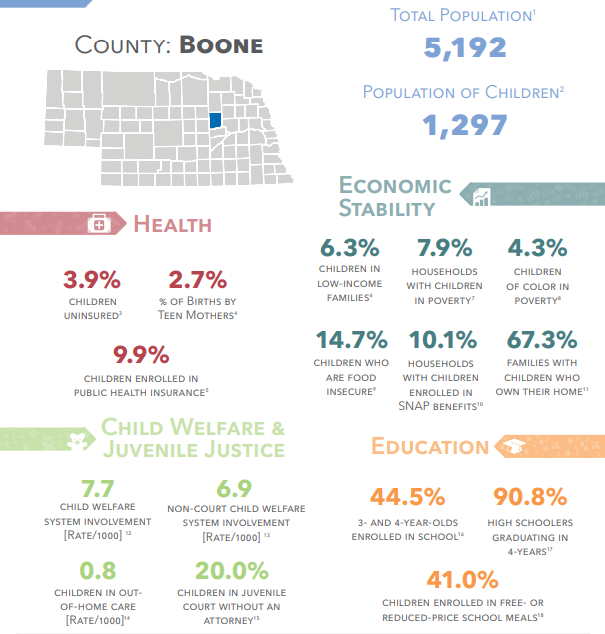 County: Boone
Total Population¹
5,192
Population of Children²
1,297
Health
3.9%
children
uninsured³
2.7%
% of Births by
Teen Mothers⁴
9.9%
children enrolled in
public health insurance⁵
Economic
Stability
6.3%
children in
low-income
families⁶
7.9%
households
with children
in poverty⁷
4.3%
children
of color in
poverty⁸
14.7%
children who
are food
insecure⁹
10.1%
households
with children
enrolled in
SNAP benefits¹⁰
67.3%
families with
children who
own their home¹¹
Child Welfare &
Juvenile Justice
7.7
child welfare
system involvement
[Rate/1000] ¹²
6.9
non-court child welfare
system involvement
[Rate/1000] ¹³
0.8
children in out-
of-home care
[Rate/1000]¹⁴
20.0%
children in juvenile
court without an
attorney¹⁵
Education
44.5%
3- and 4-year-olds
enrolled in school¹⁶
90.8%
high schoolers
graduating in
4-years¹⁷
41.0%
children enrolled in free- or
reduced-price school meals¹⁸